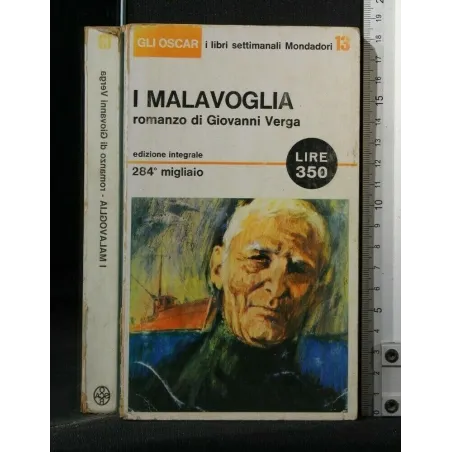 GLI OSCAR i libri settimanali Mondadori 13
I MALAVOGLIA
romanzo di Giovanni Verga
edizione integrale
284° migliaio
LIRE
350
I MALAVOGLIA - romanzo di Giovanni Verga